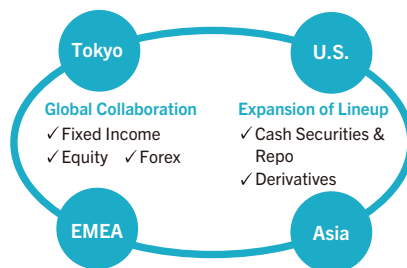 Tokyo
U.S.
Global Collaboration
✓Fixed Income
✓Equity ✓Forex
Expansion of Lineup
✓Cash Securities &
Repo
✓Derivatives
EMEA
Asia